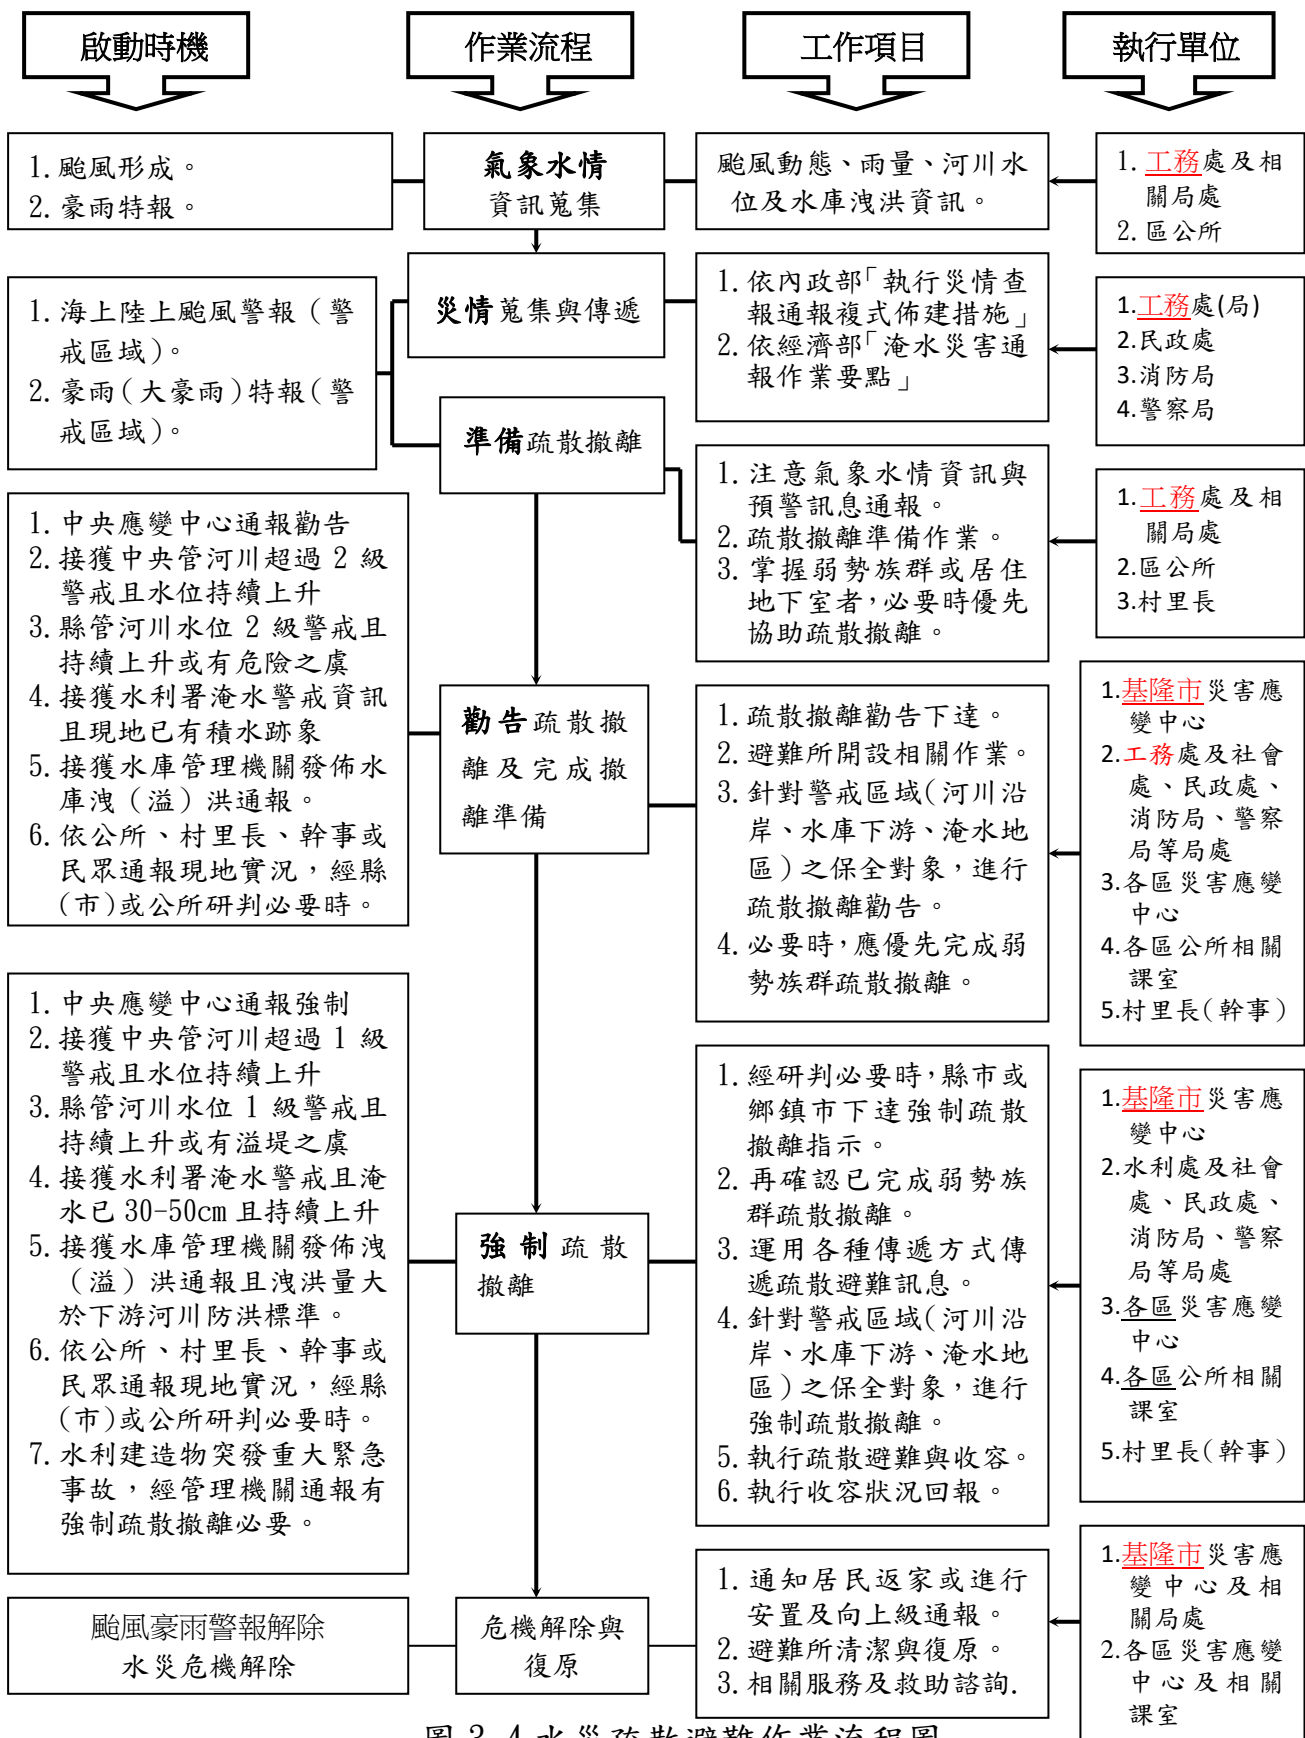 啟動時機
作業流程
工作項目
執行單位
1.颱風形成。
2.豪雨特報。
氣象水情
資訊蒐集
颱風動態、雨量、河川水
位及水庫洩洪資訊。
1.工務處及相
關局處
2.區公所
1.海上陸上颱風警報（警
戒區域）。
2.豪雨(大豪雨)特報(警
戒區域)。
災情蒐集與傳遞
1.依內政部「執行災情查
報通報複式佈建措施」
2.依經濟部「淹水災害通
報作業要點」
1.工務處(局)
2.民政處
3.消防局
4.警察局
準備疏散撤離
1.注意氣象水情資訊與
預警訊息通報。
2.疏散撤離準備作業。
3.掌握弱勢族群或居住
地下室者,必要時優先
協助疏散撤離。
1.工務處及相
關局處
2.區公所
3.村里長
1.中央應變中心通報勸告
2.接獲中央管河川超過 2 級
警戒且水位持續上升
3.縣管河川水位 2 級警戒且
持續上升或有危險之虞
4.接獲水利署淹水警戒資訊
且現地已有積水跡象
5.接獲水庫管理機關發佈水
庫洩（溢）洪通報。
6.依公所、村里長、幹事或
民眾通報現地實況，經縣
(市)或公所研判必要時。
勸告疏散撤
離及完成撤
離準備
1.疏散撤離勸告下達。
2.避難所開設相關作業。
3.針對警戒區域(河川沿
岸、水庫下游、淹水地
區)之保全對象，進行
疏散撤離勸告。
4.必要時,應優先完成弱
勢族群疏散撤離。
1.基隆市災害應
變中心
2.工務處及社會
處、民政處、
消防局、警察
局等局處
3.各區災害應變
中心
4.各區公所相關
課室
5.村里長(幹事)
1.中央應變中心通報強制
2.接獲中央管河川超過 1 級
警戒且水位持續上升
3.縣管河川水位 1 級警戒且
持續上升或有溢堤之虞
4.接獲水利署淹水警戒且淹
水已 30-50cm 且持續上升
5.接獲水庫管理機關發佈洩
（溢）洪通報且洩洪量大
於下游河川防洪標準。
6.依公所、村里長、幹事或
民眾通報現地實況，經縣
(市)或公所研判必要時。
7.水利建造物突發重大緊急
事故，經管理機關通報有
強制疏散撤離必要。
強制疏散
撤離
1.經研判必要時,縣市或
鄉鎮市下達強制疏散
撤離指示。
2.再確認已完成弱勢族
群疏散撤離。
3.運用各種傳遞方式傳
遞疏散避難訊息。
4.針對警戒區域(河川沿
岸、水庫下游、淹水地
區)之保全對象，進行
強制疏散撤離。
5.執行疏散避難與收容。
6.執行收容狀況回報。
1.基隆市災害應
變中心
2.水利處及社會
處、民政處、
消防局、警察
局等局處
3.各區災害應變
中心
4.各區公所相關
課室
5.村里長(幹事)
颱風豪雨警報解除
水災危機解除
危機解除與
復原
1.通知居民返家或進行
安置及向上級通報。
2.避難所清潔與復原。
3.相關服務及救助諮詢.
1.基隆市災害應
變中心及相
關局處
2.各區災害應變
中心及相關
課室
圖 3-4 水災疏散避難作業流程圖